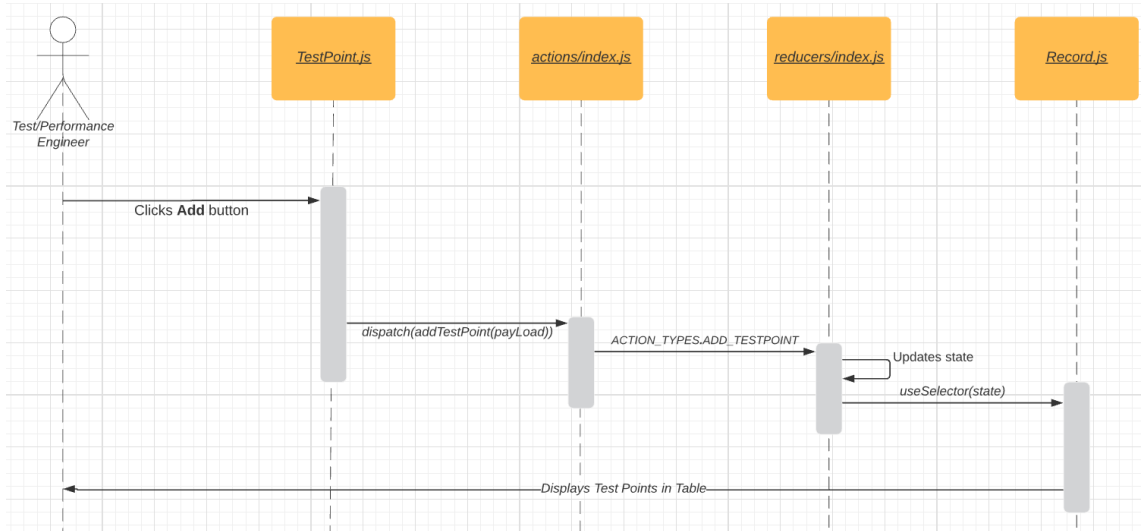 TestPoint.js
actions/index.js
reducers/index.js
Record.js
Test/Performance
Engineer
Clicks Add button
dispatch(addTestPoint(payLoad))
ACTION_TYPES.ADD_TESTPOINT
Updates state
useSelector(state)
Displays Test Points in Table